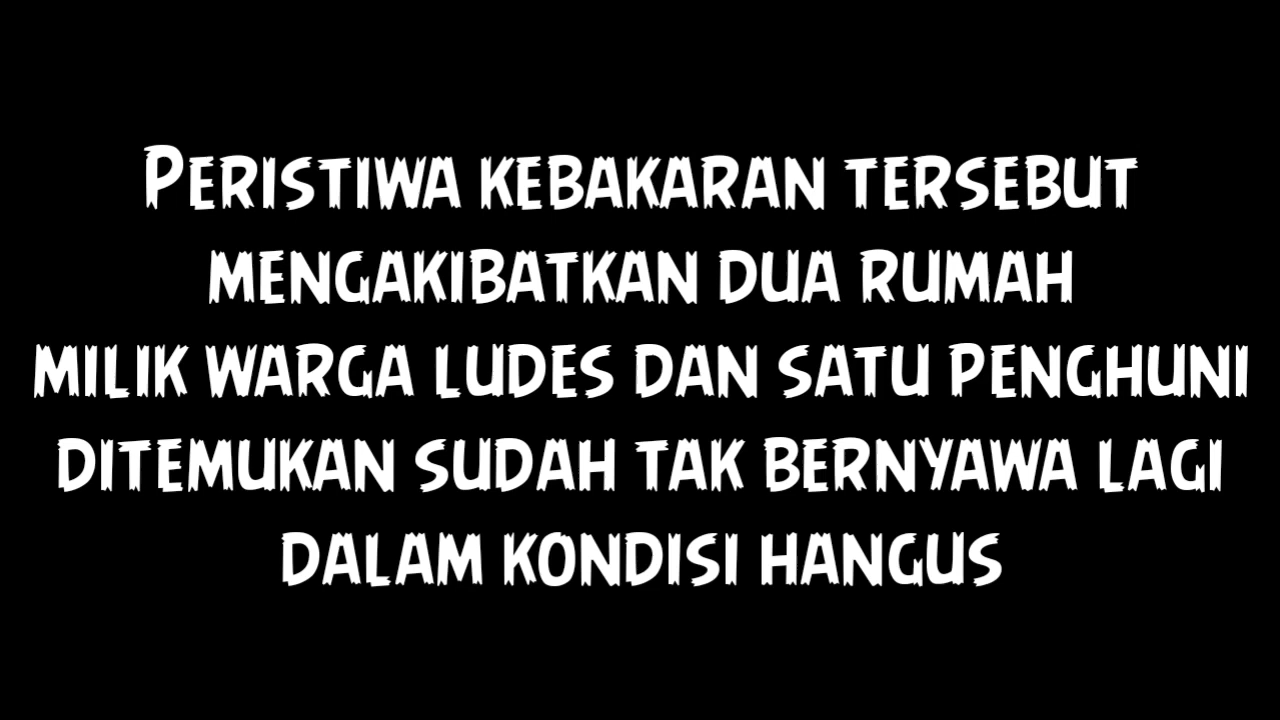 Peristiwa kebakaran tersebut
mengakibatkan dua rumah
milik warga ludes dan satu penghuni
ditemukan sudah tak bernyawa lagi
dalam kondisi hangus